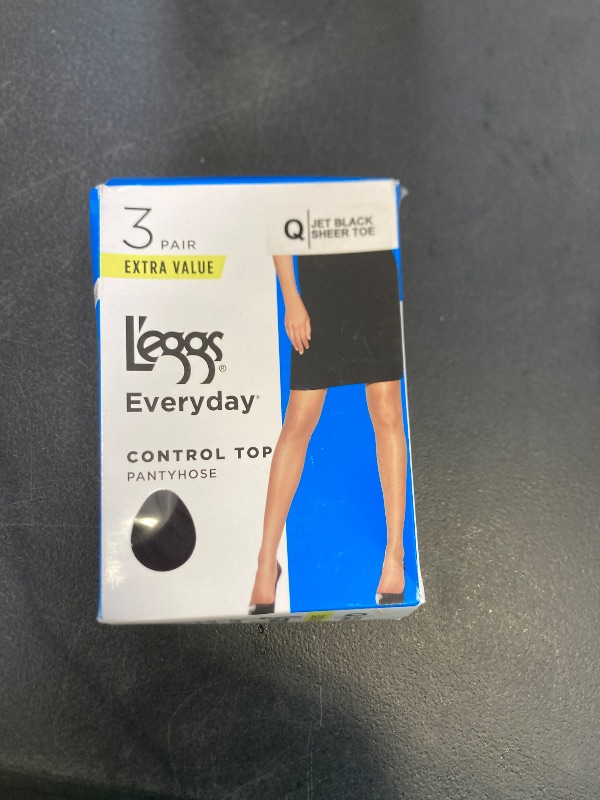 3 PAIR
EXTRA VALUE
Q JET BLACK
SHEER TOE
L'eggs®
Everyday
CONTROL TOP
PANTYHOSE